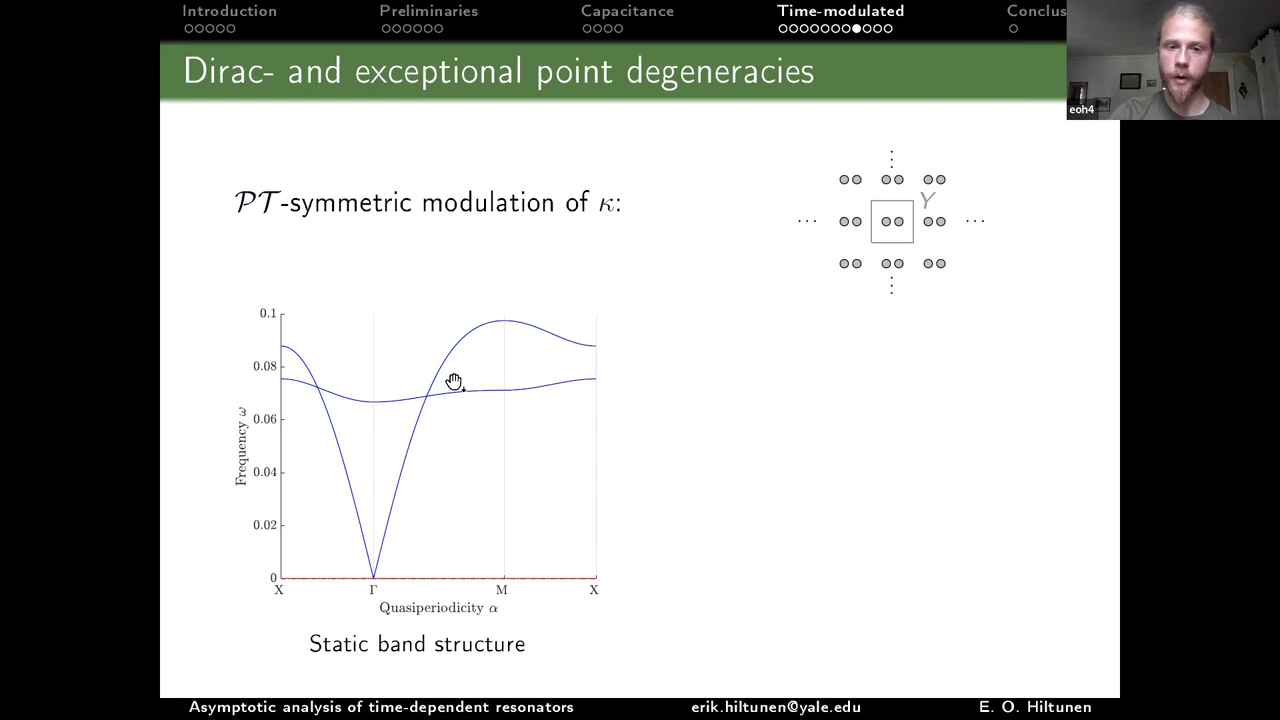 Introduction Preliminaries Capacitance Time-modulated Conclus
Dirac- and exceptional point degeneracies
eoh4
𝒫𝒯-symmetric modulation of κ:
Y
0.1
0.08
0.06
0.04
0.02
0
Frequency ω
X Γ M X
Quasiperiodicity α
Static band structure
Asymptotic analysis of time-dependent resonators erik.hiltunen@yale.edu E. O. Hiltunen